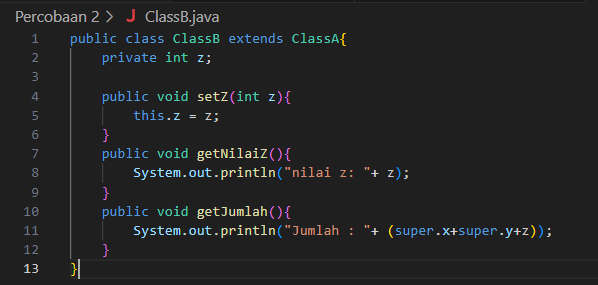 Percobaan 2 > J ClassB.java
1 public class ClassB extends ClassA{
2     private int z;
3
4     public void setZ(int z){
5         this.z = z;
6     }
7     public void getNilaiZ(){
8         System.out.println("nilai z: "+ z);
9     }
10     public void getJumlah(){
11         System.out.println("Jumlah : "+ (super.x+super.y+z));
12     }
13 }